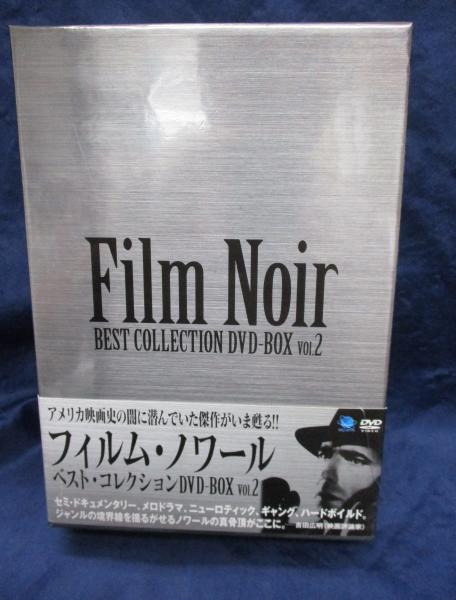 Film Noir
BEST COLLECTION DVD-BOX VOl.2
アメリカ映画史の闇に潜んでいた傑作がいま甦る!!
フィルム・ノワール
ベスト・コレクションDVD-BOX VOl.2
セミ・ドキュメンタリー、メロドラマ、ニューロティック、ギャング、ハードボイルド。
ジャンルの境界線を揺るがせるノワールの真骨頂がここに。 吉田広明(映画評論家)
DVD
VIDEO